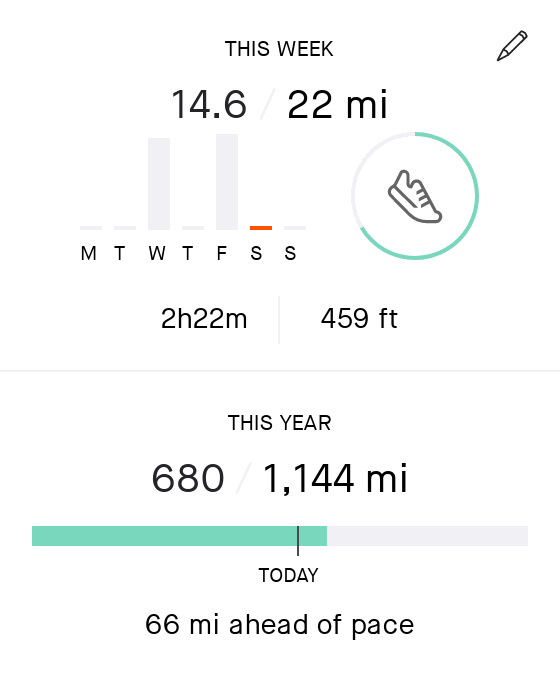 THIS WEEK
14.6 / 22 mi
M T W T F S S
2h22m 459 ft
THIS YEAR
680 / 1,144 mi
TODAY
66 mi ahead of pace